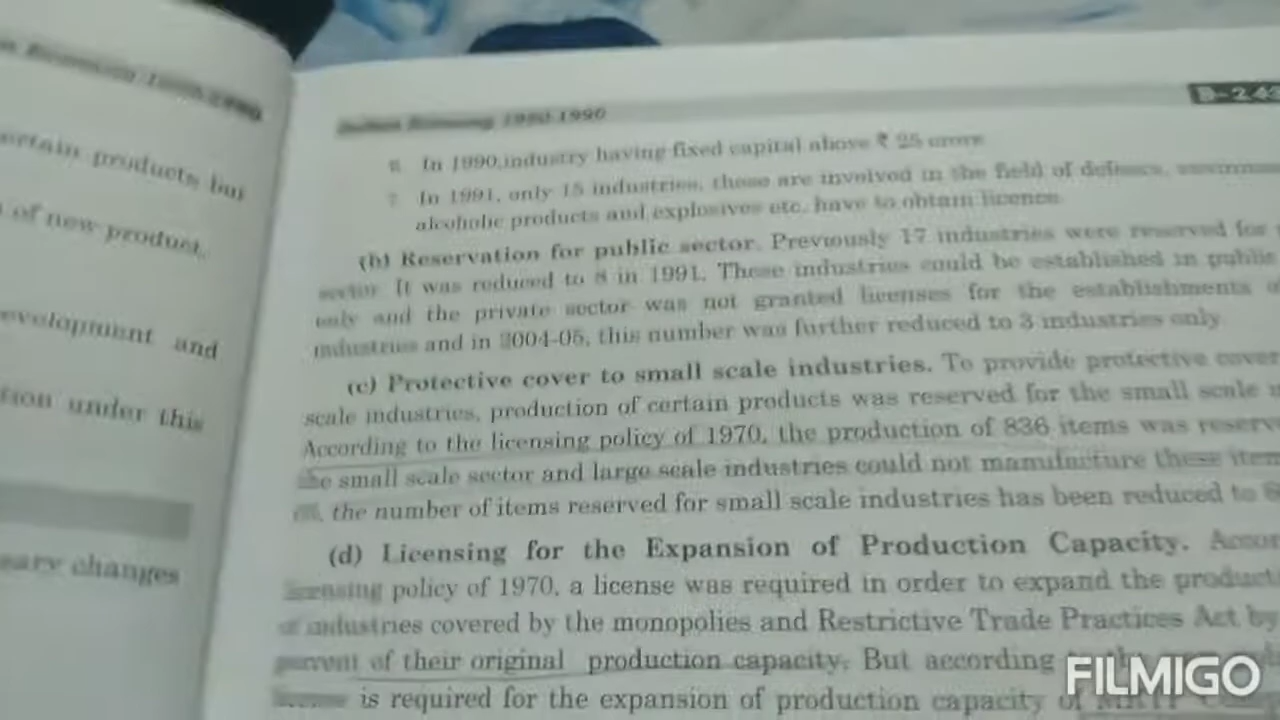 certain products but
of new product.
evelopment and
tion under this
sary changes
Indian Economy 1950-1990
B-243
6. In 1990, industry having fixed capital above ₹ 25 crore
7. In 1991, only 15 industries, those are involved in the field of defence,
alcoholic products and explosives etc. have to obtain licence
(b) Reservation for public sector. Previously 17 industries were reserved for
sector. It was reduced to 8 in 1991. These industries could be established in public
only and the private sector was not granted licenses for the establishments
industries and in 2004-05, this number was further reduced to 3 industries only
(c) Protective cover to small scale industries. To provide protective cover
scale industries, production of certain products was reserved for the small scale
According to the licensing policy of 1970, the production of 836 items was reserv
the small scale sector and large scale industries could not manufacture these item
the number of items reserved for small scale industries has been reduced to
(d) Licensing for the Expansion of Production Capacity. Accor
licensing policy of 1970, a license was required in order to expand the product
of industries covered by the monopolies and Restrictive Trade Practices Act by
percent of their original production capacity. But according
license is required for the expansion of production capacity of MRTP
FILMIGO